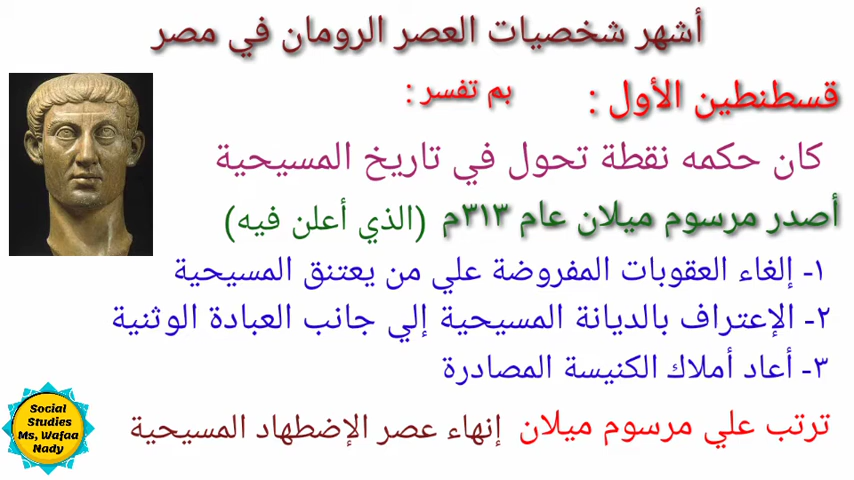 أشهر شخصيات العصر الرومان في مصر
قسطنطين الأول : بم تفسر :
كان حكمه نقطة تحول في تاريخ المسيحية
أصدر مرسوم ميلان عام ٣١٣م (الذي أعلن فيه)
١- إلغاء العقوبات المفروضة علي من يعتنق المسيحية
٢- الإعتراف بالديانة المسيحية إلي جانب العبادة الوثنية
٣- أعاد أملاك الكنيسة المصادرة
ترتب علي مرسوم ميلان إنهاء عصر الإضطهاد المسيحية
Social
Studies
Ms, Wafaa
Nady